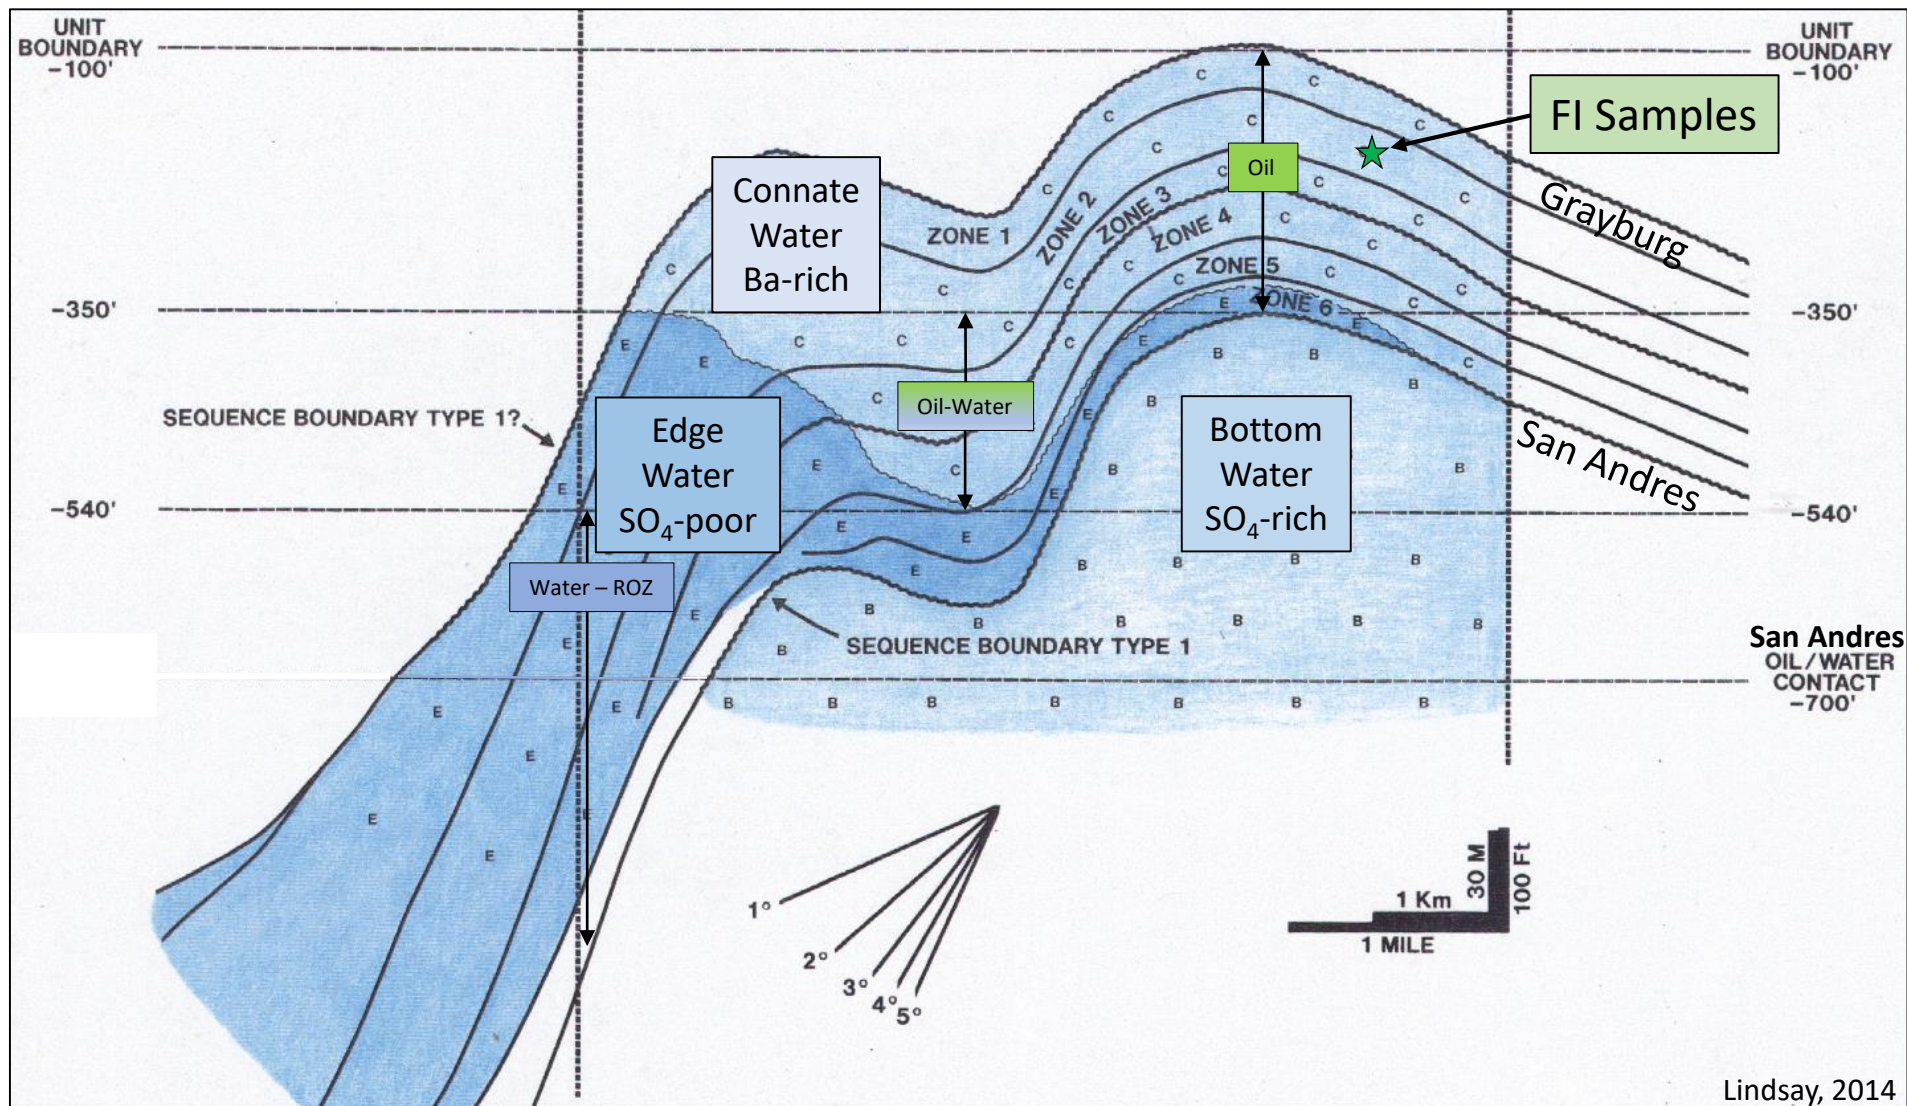 UNIT
BOUNDARY
-100'
UNIT
BOUNDARY
-100'
FI Samples
Oil
Connate
Water
Ba-rich
ZONE 1
ZONE 2
ZONE 3
ZONE 4
ZONE 5
ZONE 6
Grayburg
-350'
-350'
SEQUENCE BOUNDARY TYPE 1?
Oil-Water
Edge
Water
SO₄-poor
Bottom
Water
SO₄-rich
San Andres
-540'
-540'
Water – ROZ
SEQUENCE BOUNDARY TYPE 1
San Andres
OIL/WATER
CONTACT
-700'
C C C C C C C C C C C C C C C C C C C C C C C C C C
E E E E E E E E E E E E E E E E E E E E
B B B B B B B B B B B B B B B B B B B B B B B
1°
2°
3°
4°
5°
1 Km
1 MILE
30 M
100 Ft
Lindsay, 2014